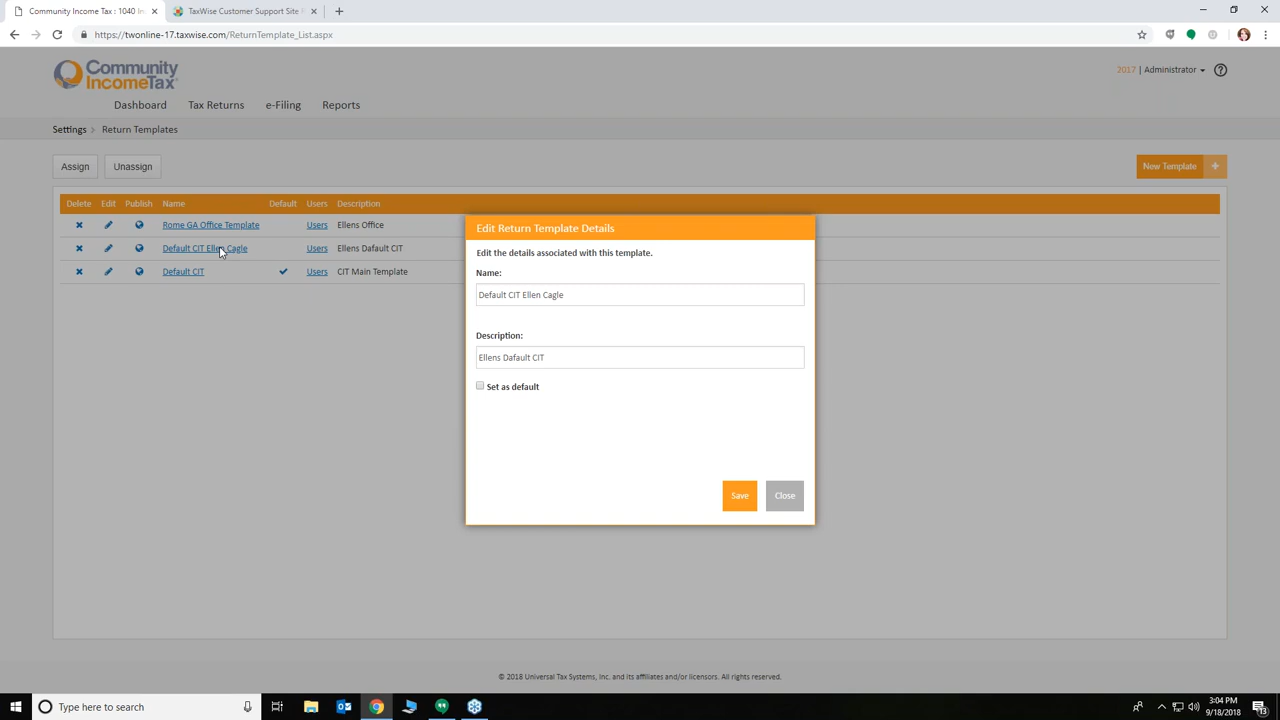 Community Income Tax : 1040 In
TaxWise Customer Support Site
https://twonline-17.taxwise.com/ReturnTemplate_List.aspx
Community
IncomeTax
2017 | Administrator
Dashboard
Tax Returns
e-Filing
Reports
Settings
Return Templates
Assign
Unassign
New Template +
Delete Edit Publish Name Default Users Description
Rome GA Office Template Users Ellens Office
Default CIT Ellen Cagle Users Ellens Dafault CIT
Default CIT Users CIT Main Template
Edit Return Template Details
Edit the details associated with this template.
Name:
Default CIT Ellen Cagle
Description:
Ellens Dafault CIT
Set as default
Save
Close
© 2018 Universal Tax Systems, Inc. and its affiliates and/or licensors. All rights reserved.
Type here to search
3:04 PM
9/18/2018